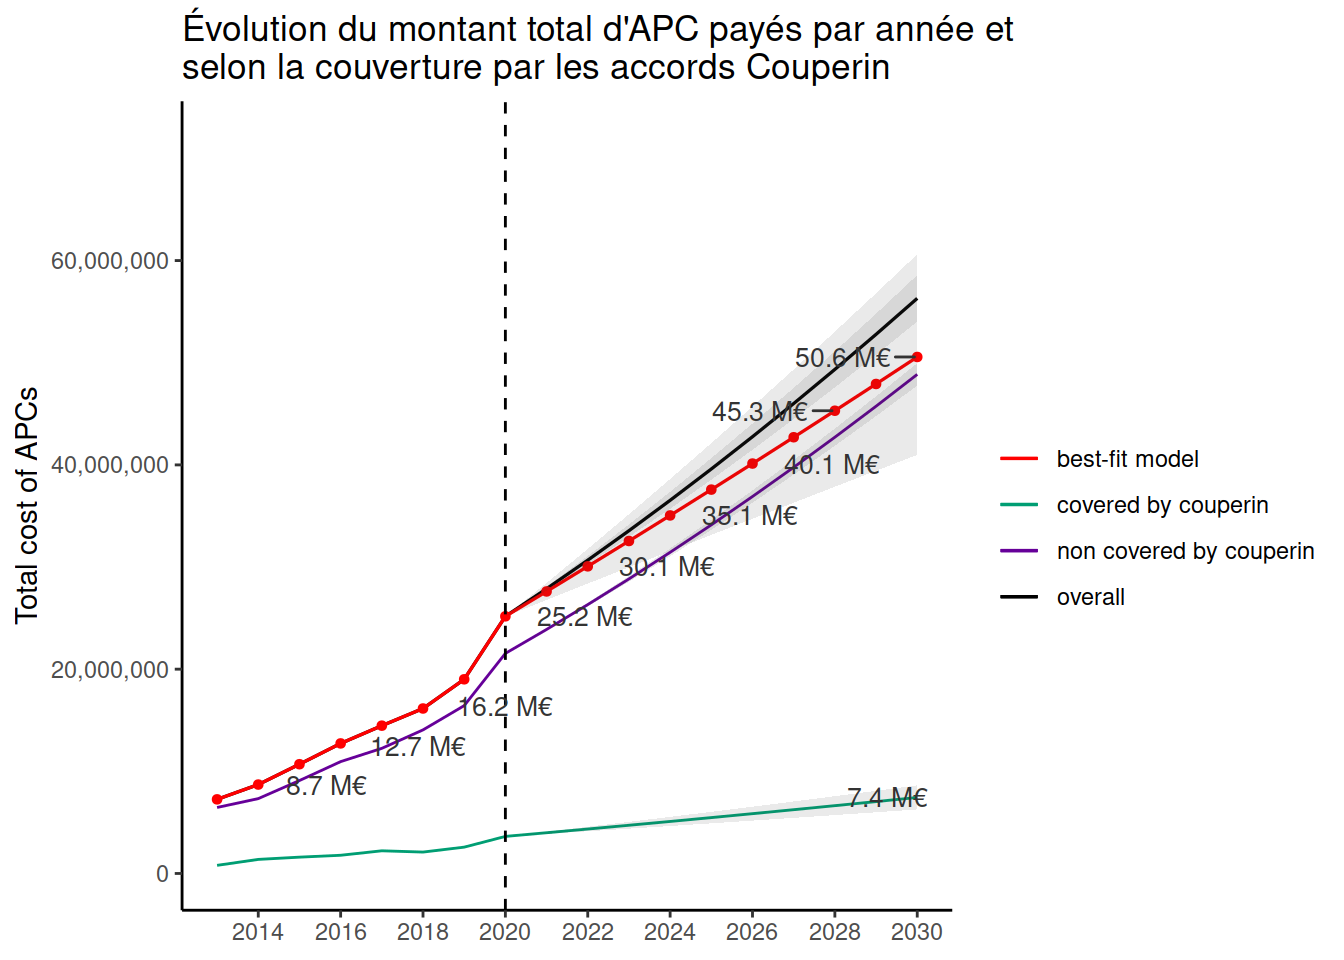 Évolution du montant total d'APC payés par année et
selon la couverture par les accords Couperin
Total cost of APCs
60,000,000
40,000,000
20,000,000
0
50.6 M€
45.3 M€
40.1 M€
35.1 M€
30.1 M€
25.2 M€
16.2 M€
12.7 M€
8.7 M€
7.4 M€
2014 2016 2018 2020 2022 2024 2026 2028 2030
best-fit model
covered by couperin
non covered by couperin
overall